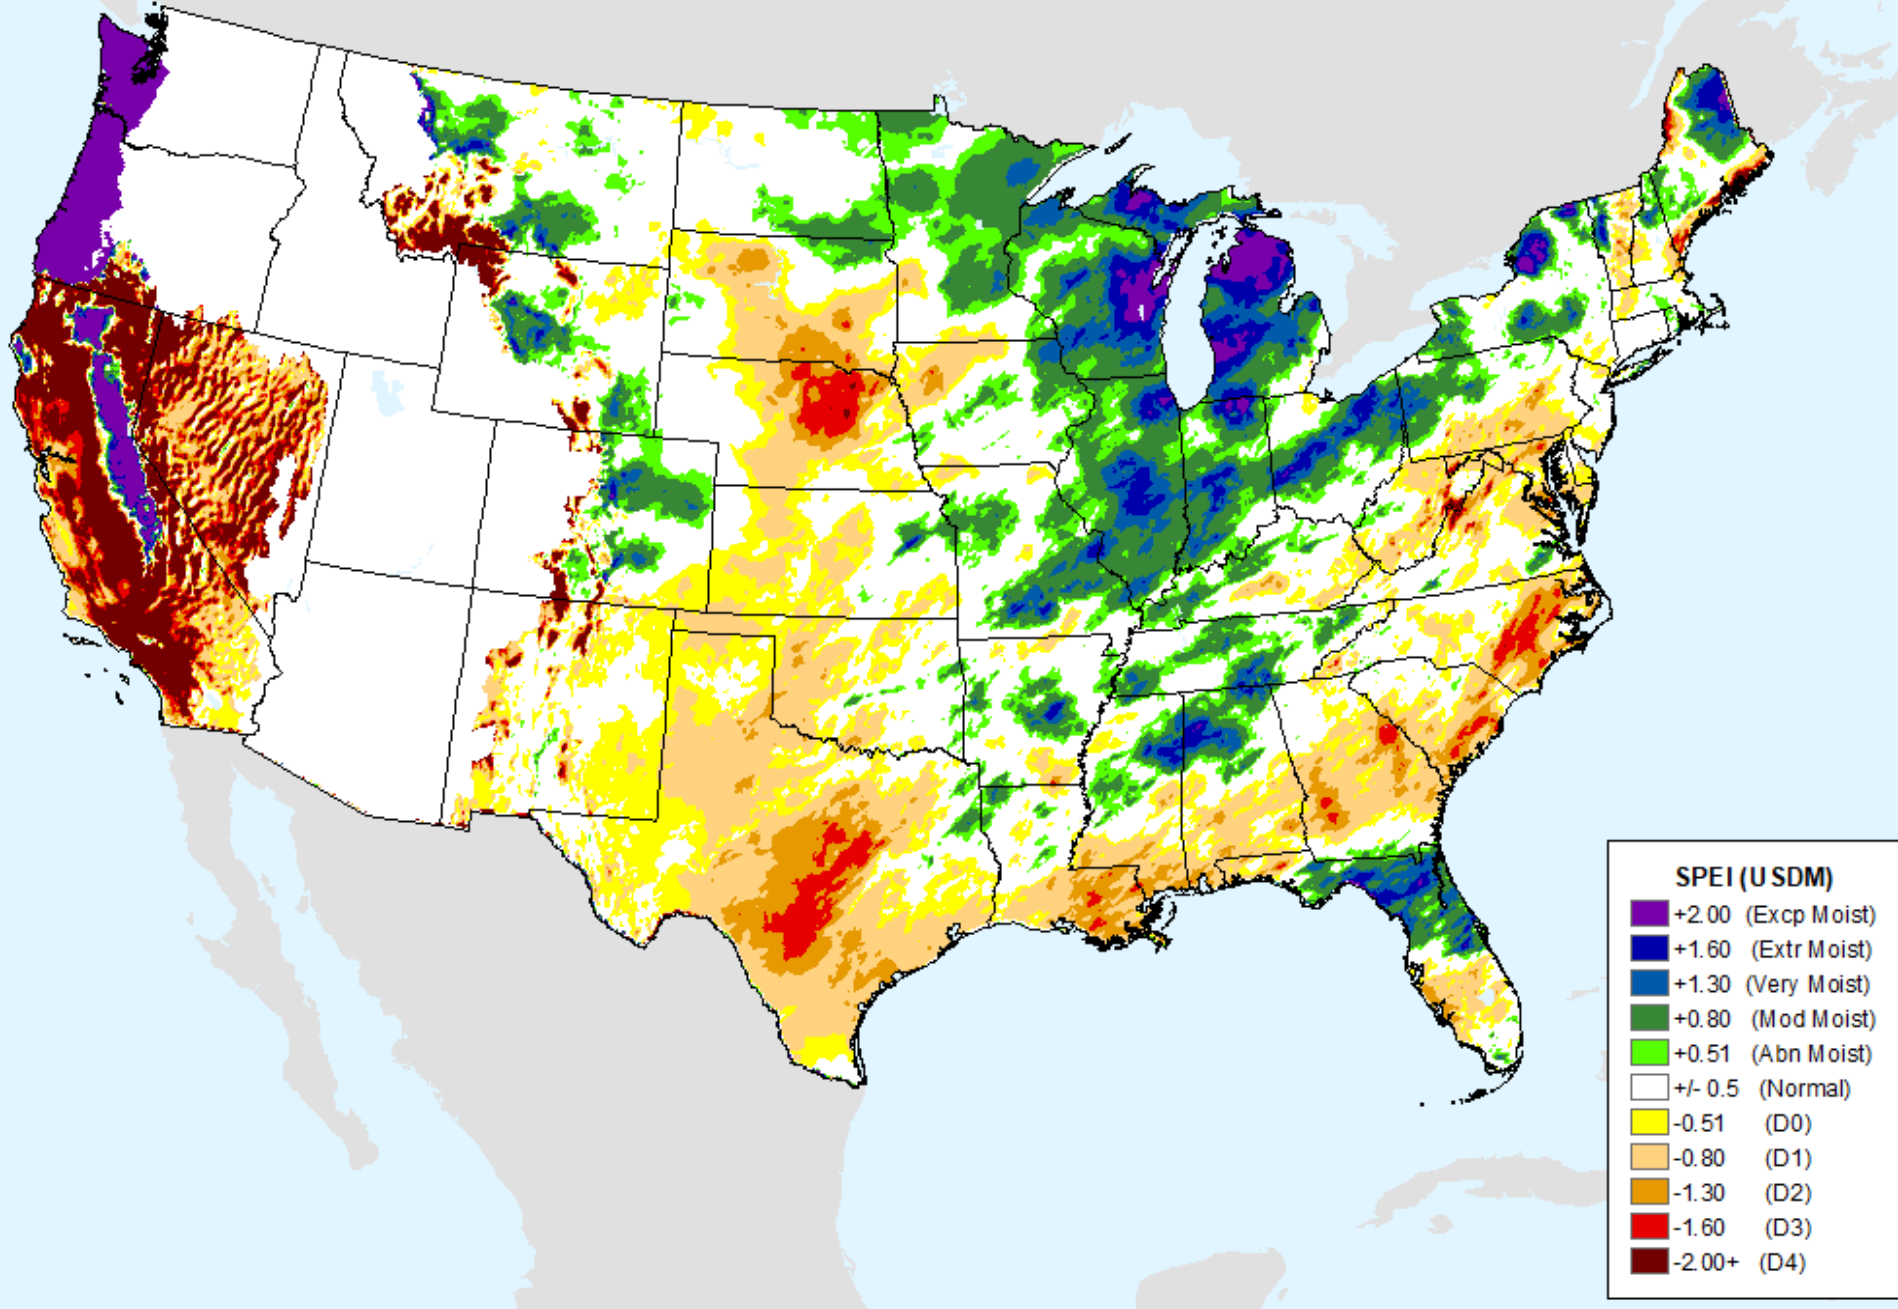 SPEI (USDM)
+2.00 (Excp Moist)
+1.60 (Extr Moist)
+1.30 (Very Moist)
+0.80 (Mod Moist)
+0.51 (Abn Moist)
+/- 0.5 (Normal)
-0.51 (D0)
-0.80 (D1)
-1.30 (D2)
-1.60 (D3)
-2.00+ (D4)